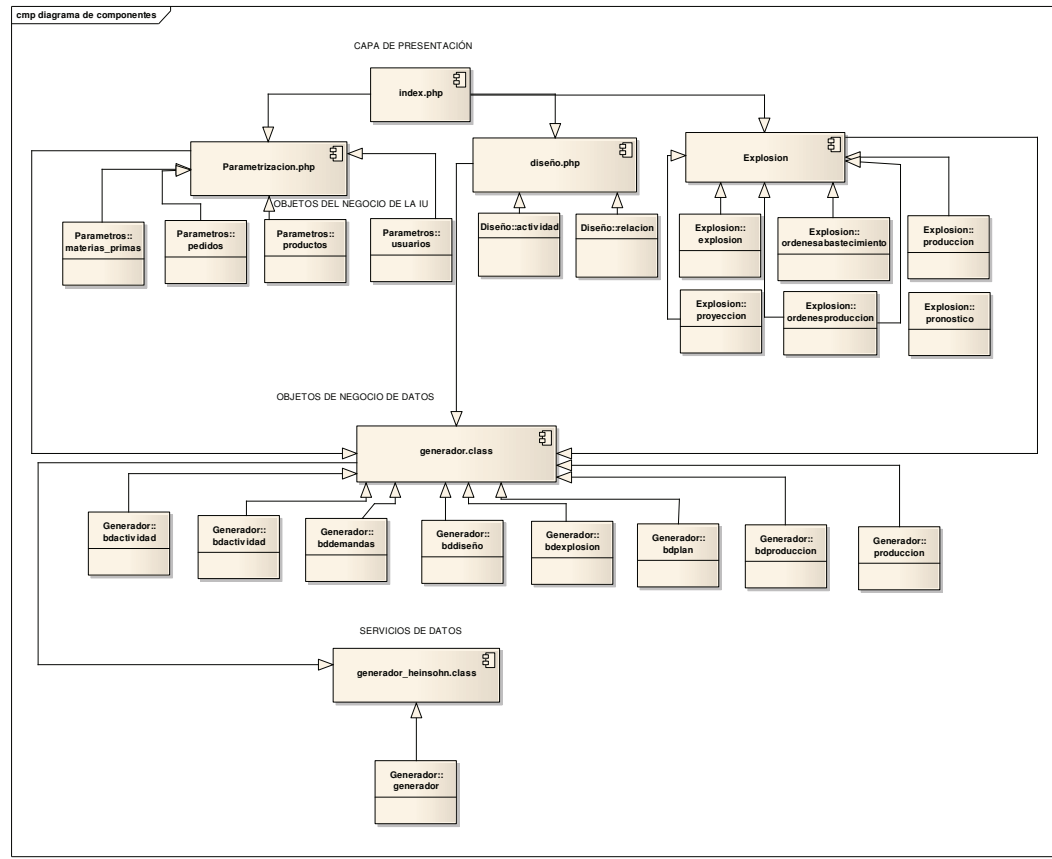 cmp diagrama de componentes
CAPA DE PRESENTACIÓN
index.php
Parametrizacion.php
diseño.php
Explosion
OBJETOS DEL NEGOCIO DE LA IU
Parametros::
materias_primas
Parametros::
pedidos
Parametros::
productos
Parametros::
usuarios
Diseño::actividad
Diseño::relacion
Explosion::
explosion
Explosion::
ordenesabastecimiento
Explosion::
produccion
Explosion::
proyeccion
Explosion::
ordenesproduccion
Explosion::
pronostico
OBJETOS DE NEGOCIO DE DATOS
generador.class
Generador::
bdactividad
Generador::
bdactividad
Generador::
bddemandas
Generador::
bddiseño
Generador::
bdexplosion
Generador::
bdplan
Generador::
bdproduccion
Generador::
produccion
SERVICIOS DE DATOS
generador_heinsohn.class
Generador::
generador